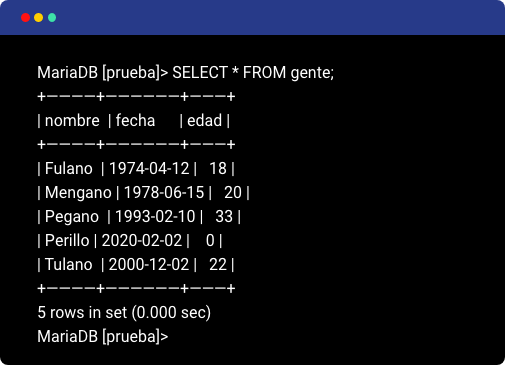 MariaDB [prueba]> SELECT * FROM gente;
+————+——————+———+
| nombre  | fecha      | edad |
+————+——————+———+
| Fulano  | 1974-04-12 |   18 |
| Mengano | 1978-06-15 |   20 |
| Pegano  | 1993-02-10 |   33 |
| Perillo | 2020-02-02 |    0 |
| Tulano  | 2000-12-02 |   22 |
+————+——————+———+
5 rows in set (0.000 sec)
MariaDB [prueba]>